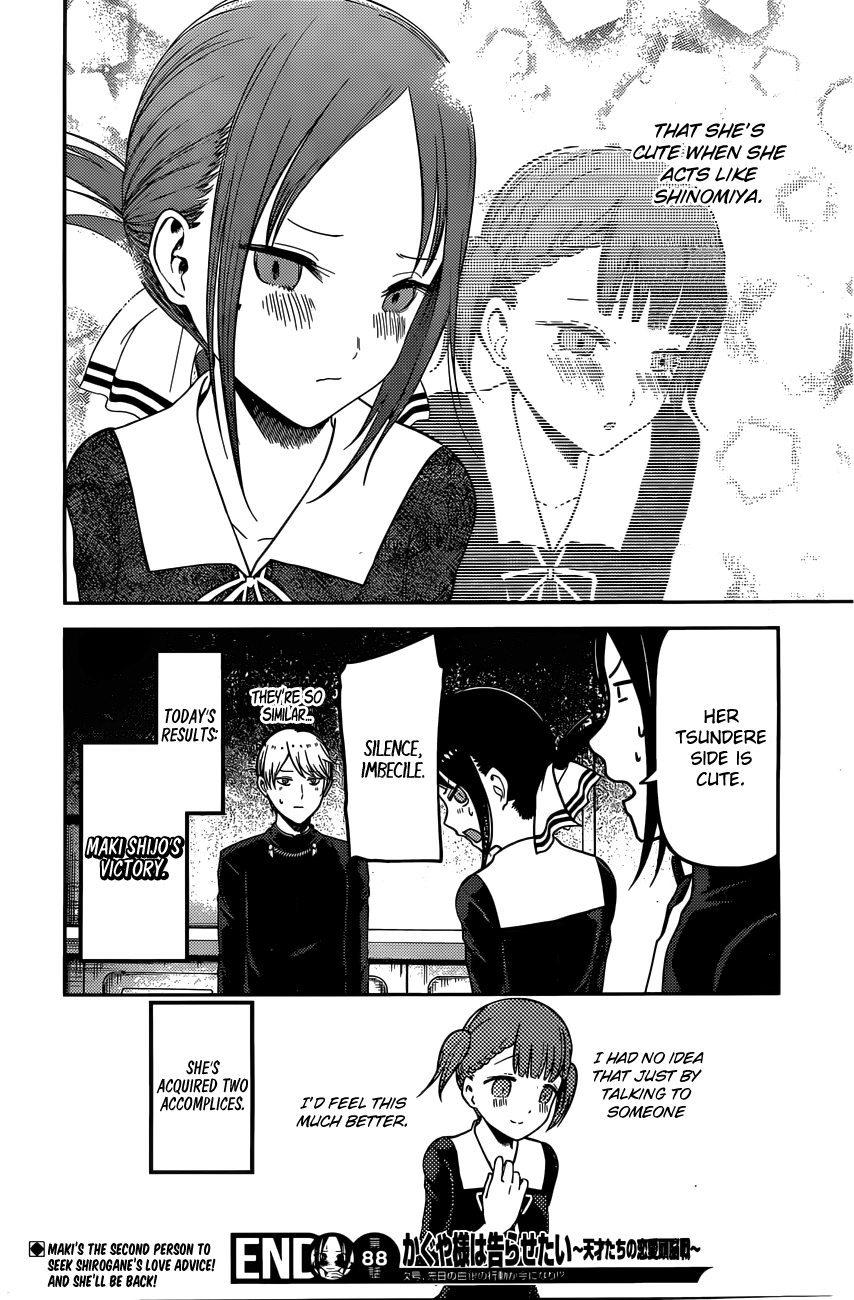 THAT SHE'S
CUTE WHEN SHE
ACTS LIKE
SHINOMIYA.
HER
TSUNDERE
SIDE IS
CUTE.
SILENCE,
IMBECILE.
THEY'RE SO
SIMILAR...
TODAY'S
RESULTS:
MAKI SHIJO'S
VICTORY.
I HAD NO IDEA
THAT JUST BY
TALKING TO
SOMEONE
I'D FEEL THIS
MUCH BETTER.
SHE'S
ACQUIRED TWO
ACCOMPLICES.
MAKI'S THE SECOND PERSON TO
SEEK SHIROGANE'S LOVE ADVICE!
AND SHE'LL BE BACK!
END
88
かぐや様は告らせたい~天才たちの恋愛頭脳戦~
次号、